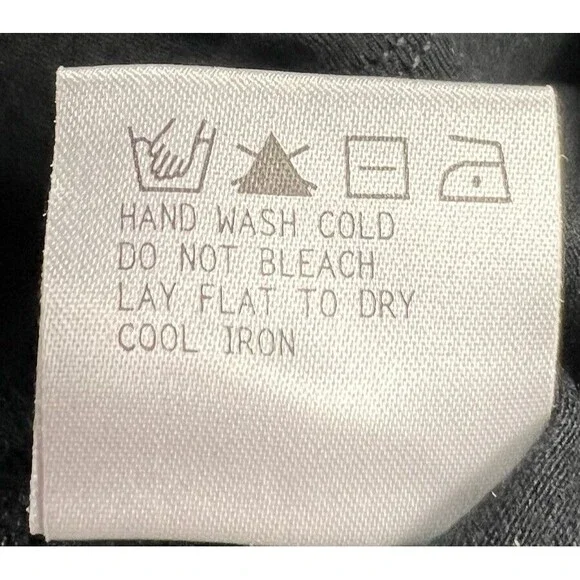 HAND WASH COLD
DO NOT BLEACH
LAY FLAT TO DRY
COOL IRON